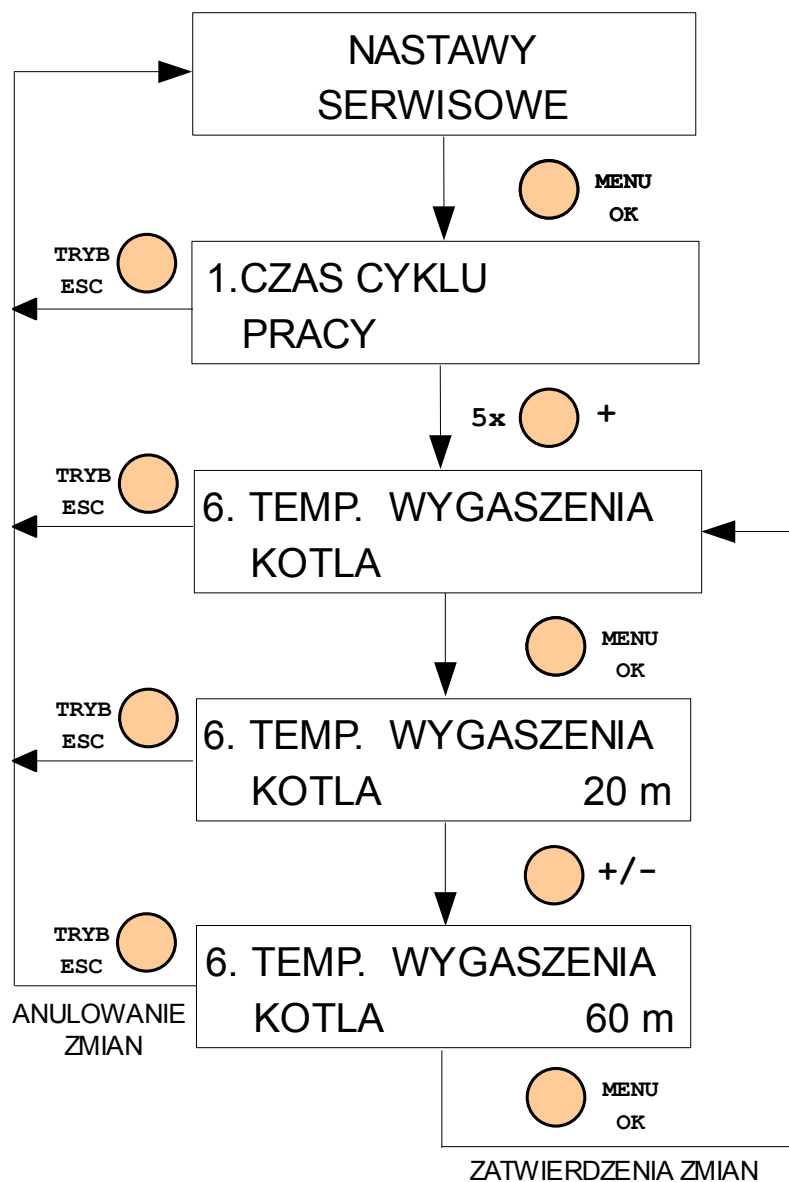 NASTAWY
SERWISOWE
MENU
OK
TRYB
ESC
1.CZAS CYKLU
PRACY
5x +
TRYB
ESC
6. TEMP. WYGASZENIA
KOTLA
MENU
OK
TRYB
ESC
6. TEMP. WYGASZENIA
KOTLA 20 m
+/-
TRYB
ESC
6. TEMP. WYGASZENIA
KOTLA 60 m
ANULOWANIE
ZMIAN
MENU
OK
ZATWIERDZENIA ZMIAN